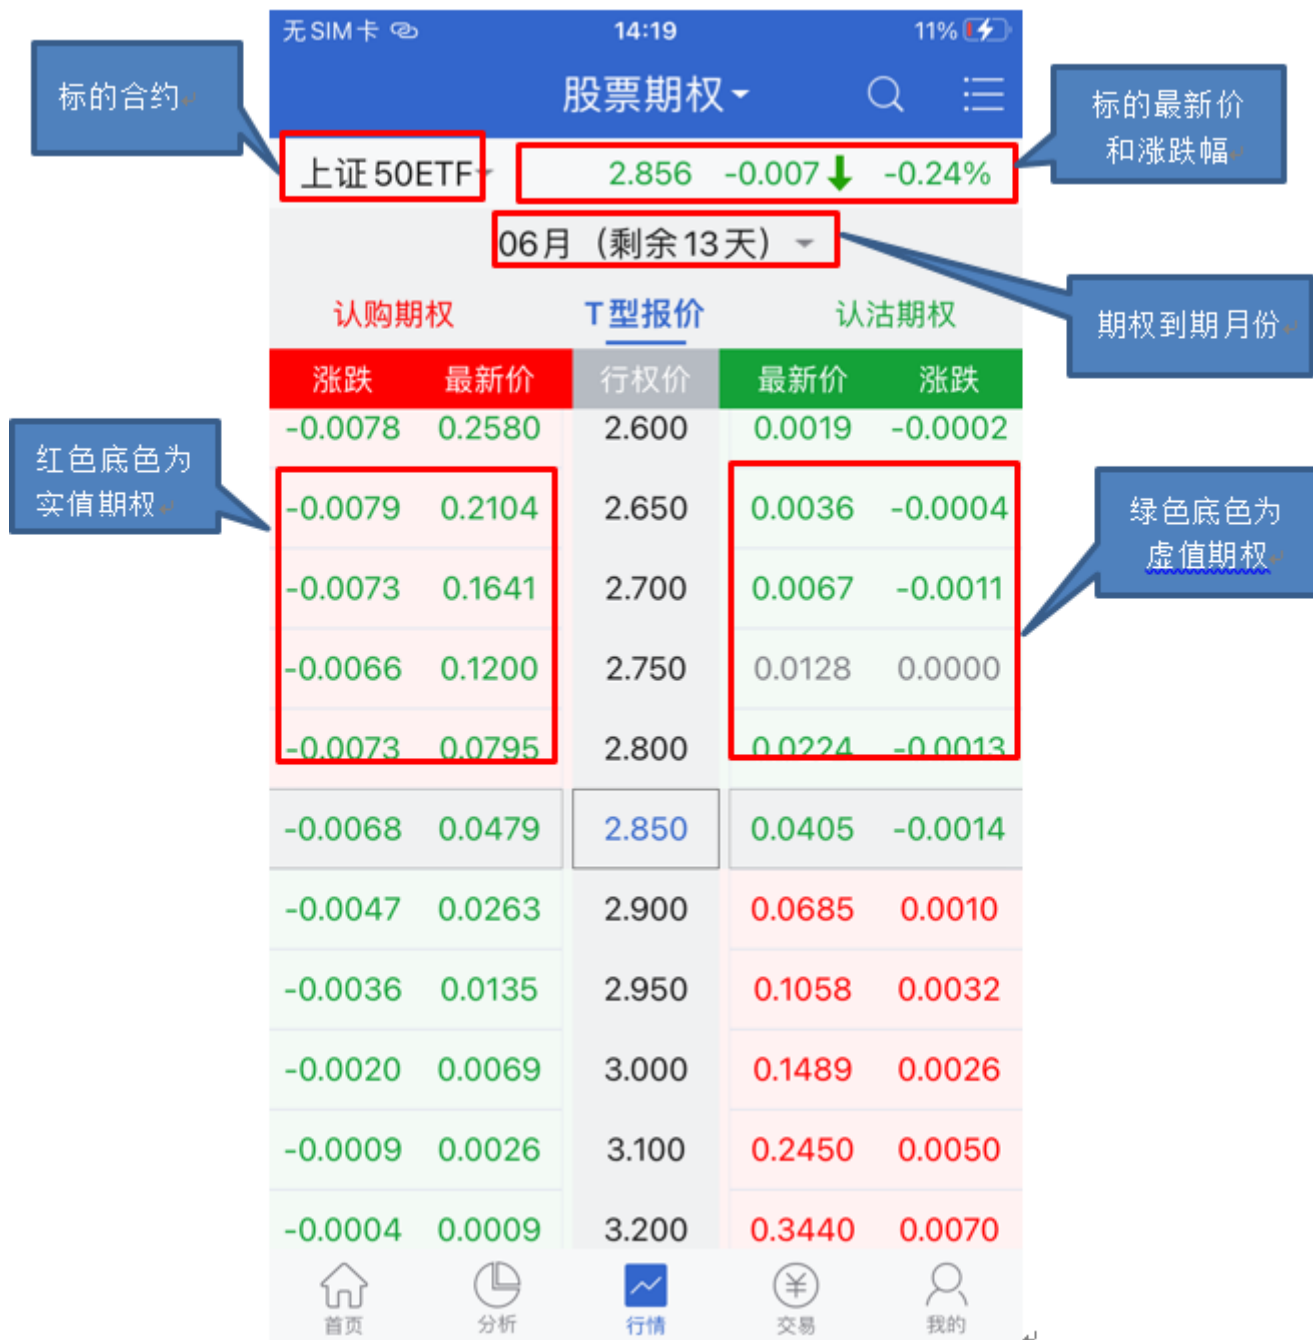 无SIM卡 14:19 11%
股票期权
标的合约
标的最新价
和涨跌幅
上证50ETF 2.856 -0.007 -0.24%
06月（剩余13天）
期权到期月份
认购期权 T型报价 认沽期权
涨跌 最新价 行权价 最新价 涨跌
-0.0078 0.2580 2.600 0.0019 -0.0002
红色底色为
实值期权
绿色底色为
虚值期权
-0.0079 0.2104 2.650 0.0036 -0.0004
-0.0073 0.1641 2.700 0.0067 -0.0011
-0.0066 0.1200 2.750 0.0128 0.0000
-0.0073 0.0795 2.800 0.0224 -0.0013
-0.0068 0.0479 2.850 0.0405 -0.0014
-0.0047 0.0263 2.900 0.0685 0.0010
-0.0036 0.0135 2.950 0.1058 0.0032
-0.0020 0.0069 3.000 0.1489 0.0026
-0.0009 0.0026 3.100 0.2450 0.0050
-0.0004 0.0009 3.200 0.3440 0.0070
首页 分析 行情 交易 我的